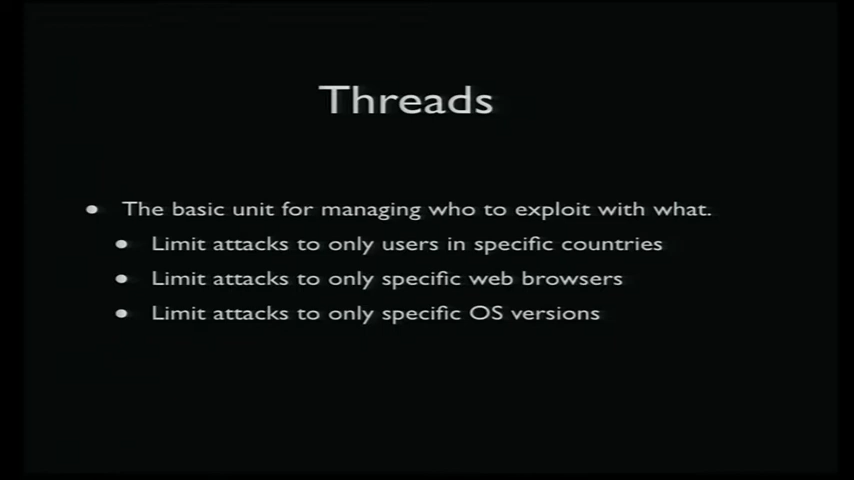 Threads
• The basic unit for managing who to exploit with what.
• Limit attacks to only users in specific countries
• Limit attacks to only specific web browsers
• Limit attacks to only specific OS versions